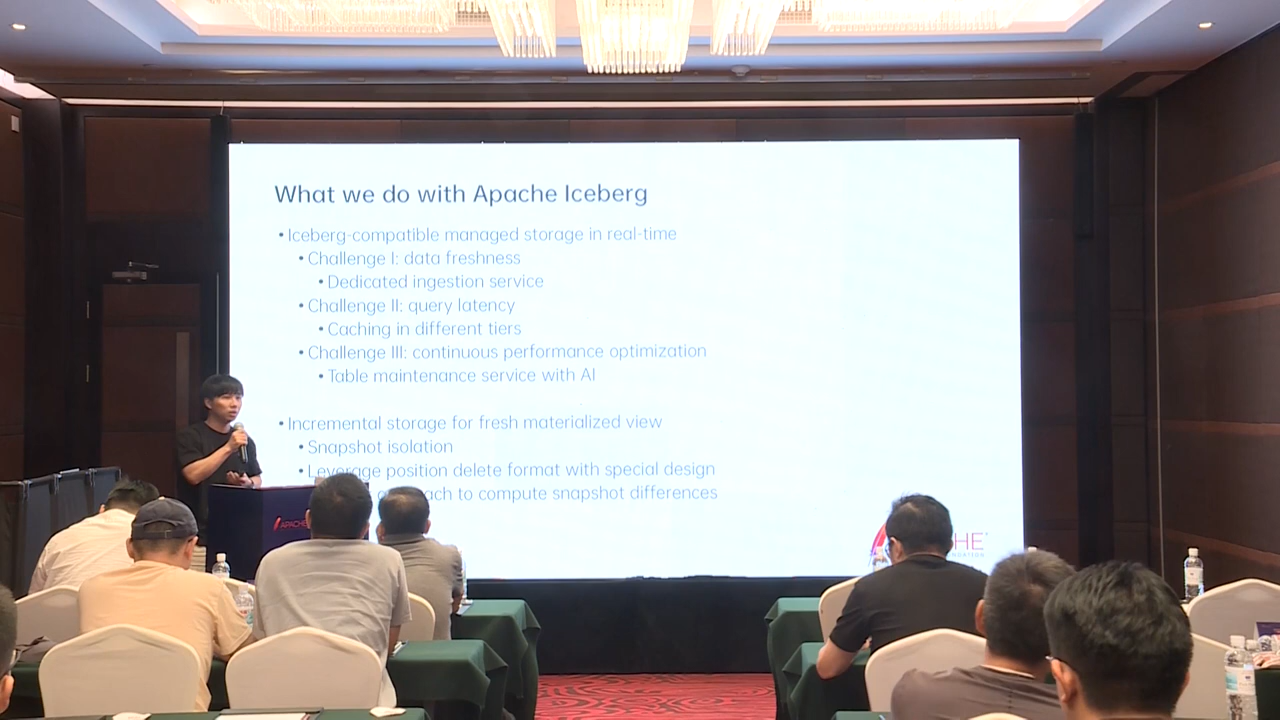 What we do with Apache Iceberg
• Iceberg-compatible managed storage in real-time
• Challenge I: data freshness
• Dedicated ingestion service
• Challenge II: query latency
• Caching in different tiers
• Challenge III: continuous performance optimization
• Table maintenance service with AI
• Incremental storage for fresh materialized view
• Snapshot isolation
• Leverage position delete format with special design
to compute snapshot differences
APACHE